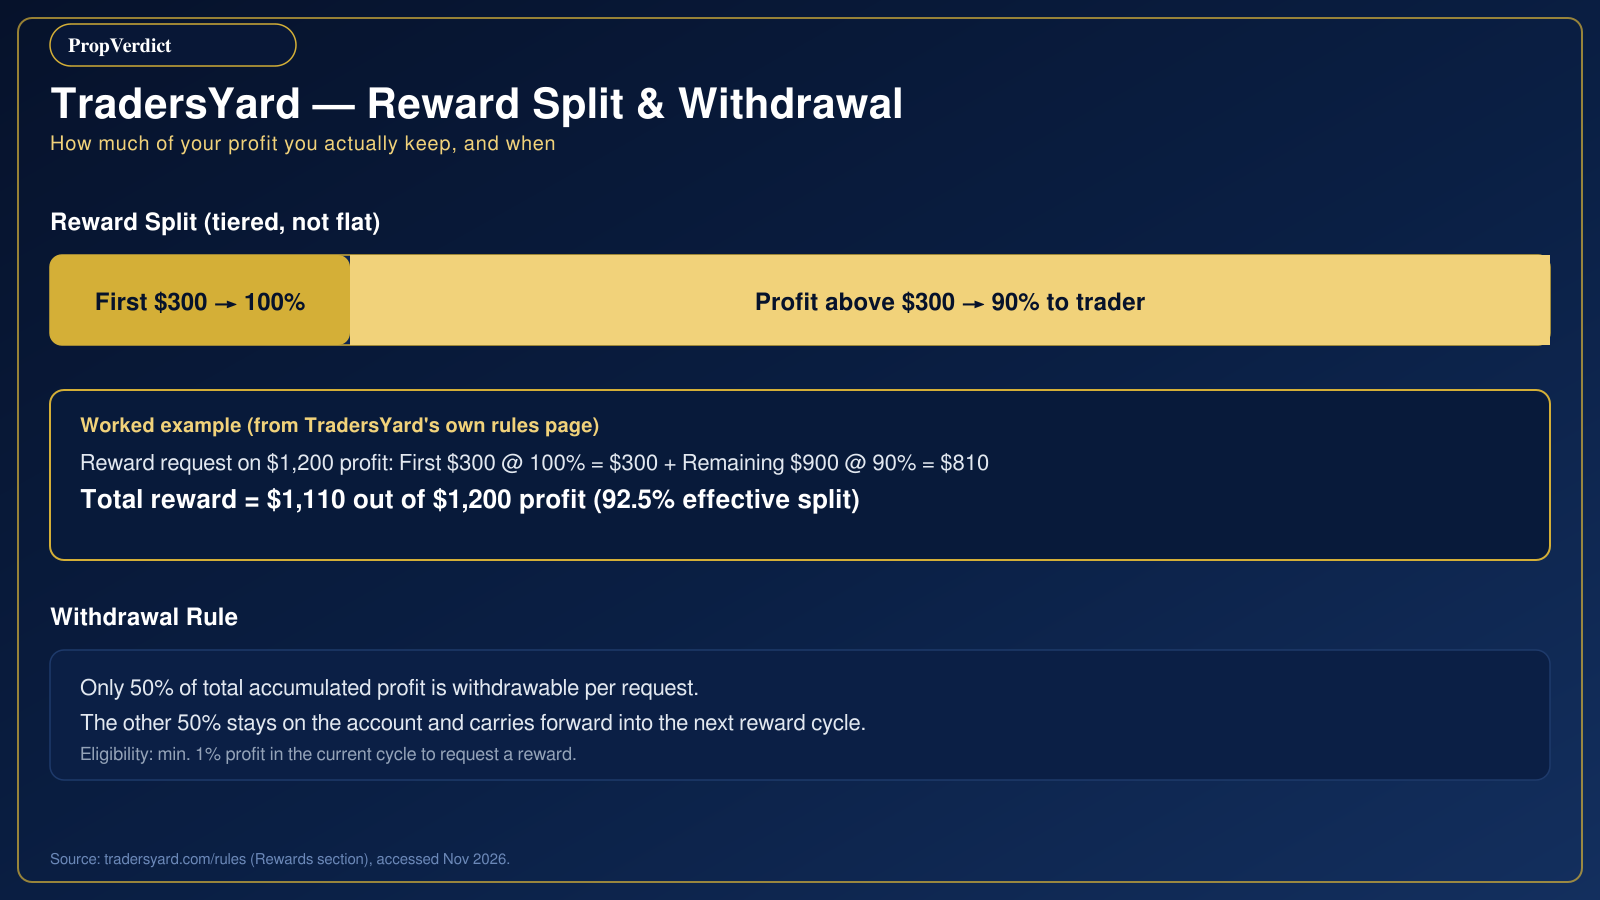 PropVerdict
TradersYard — Reward Split & Withdrawal
How much of your profit you actually keep, and when
Reward Split (tiered, not flat)
First $300 → 100%
Profit above $300 → 90% to trader
Worked example (from TradersYard's own rules page)
Reward request on $1,200 profit: First $300 @ 100% = $300 + Remaining $900 @ 90% = $810
Total reward = $1,110 out of $1,200 profit (92.5% effective split)
Withdrawal Rule
Only 50% of total accumulated profit is withdrawable per request.
The other 50% stays on the account and carries forward into the next reward cycle.
Eligibility: min. 1% profit in the current cycle to request a reward.
Source: tradersyard.com/rules (Rewards section), accessed Nov 2026.